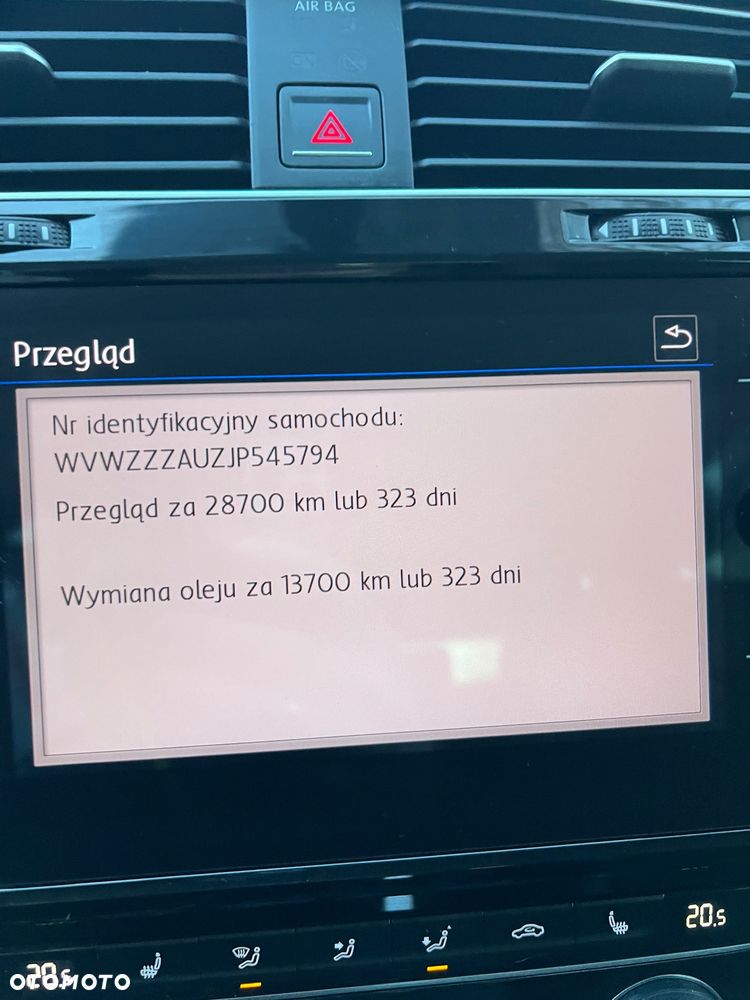 AIR BAG
Przegląd
Nr identyfikacyjny samochodu:
WVWZZZAUZJP545794
Przegląd za 28700 km lub 323 dni
Wymiana oleju za 13700 km lub 323 dni
20.5
20.5
OTOMOTO